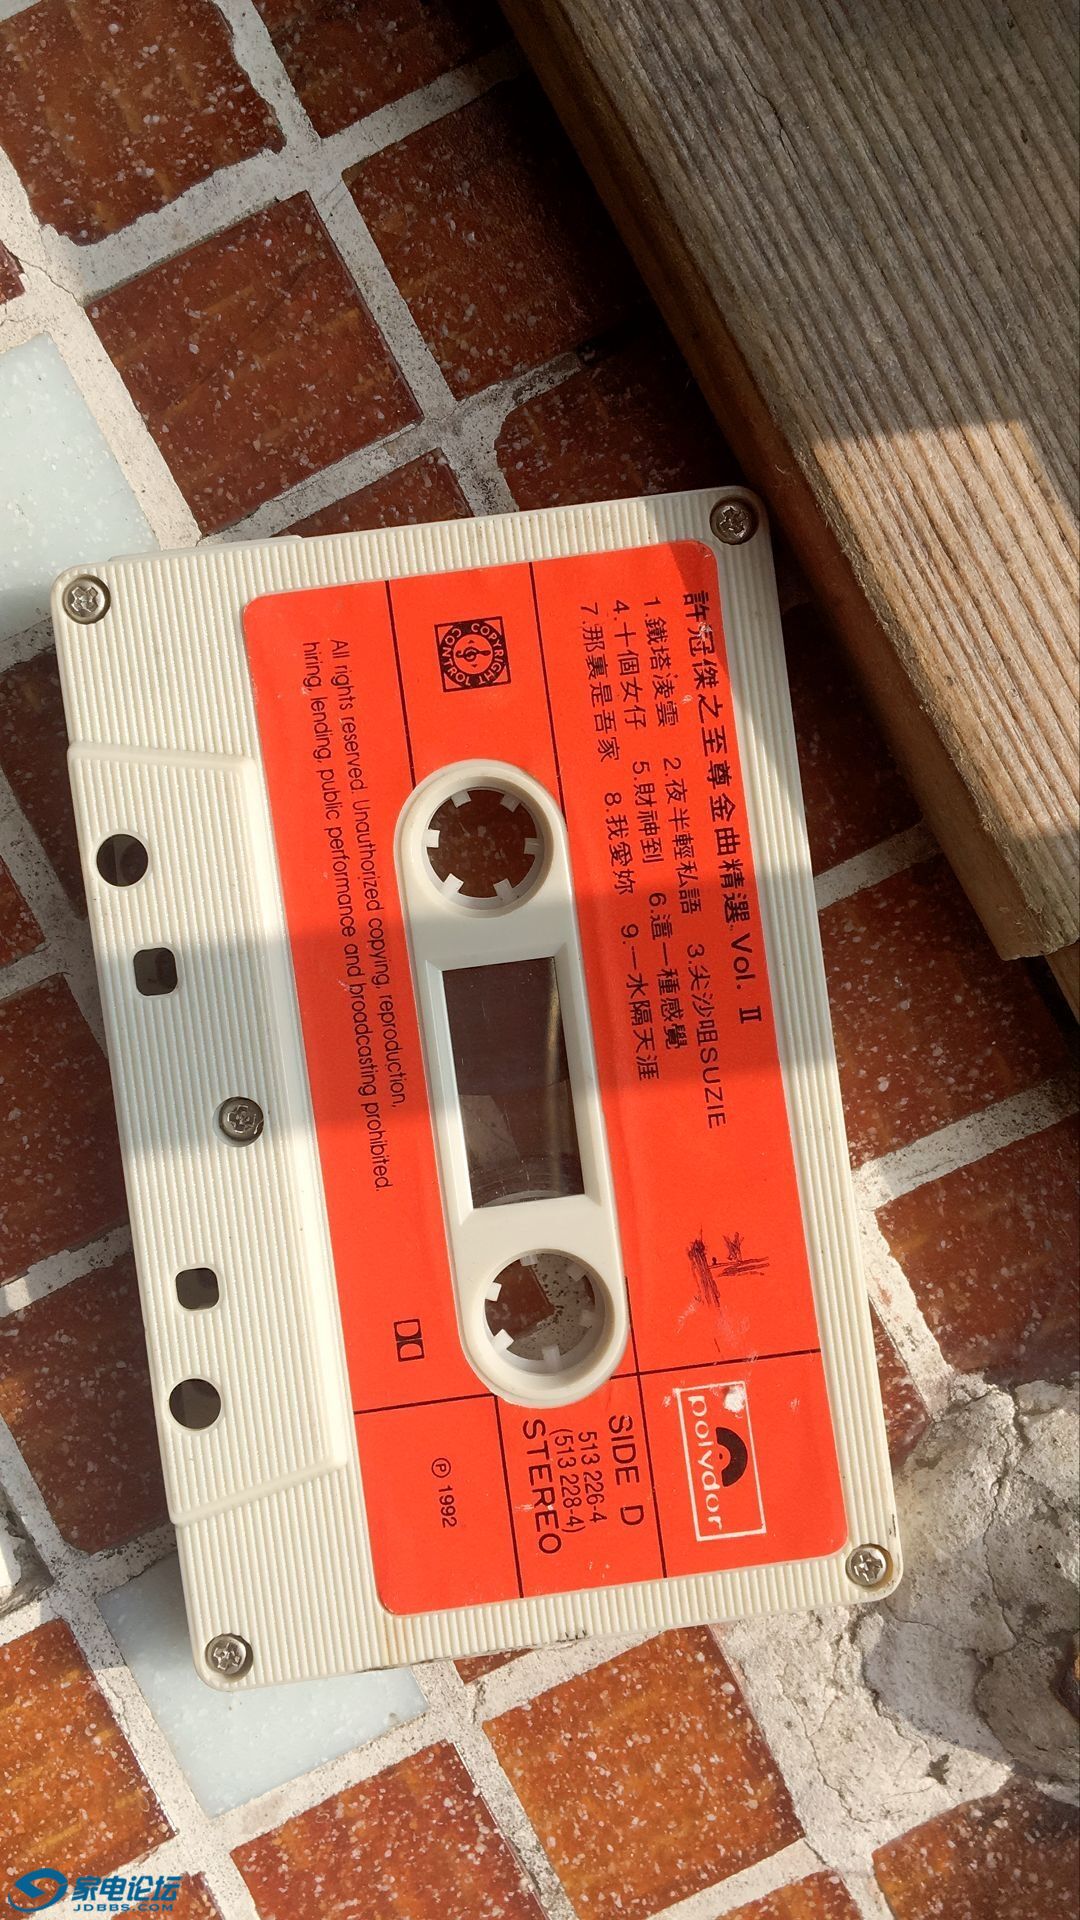 許冠傑之至尊金曲精選 Vol. II
1.鐵塔凌雲 2.夜半輕私語 3.尖沙咀SUZIE
4.十個女仔 5.財神到 6.這一種感覺
7.那裏是吾家 8.我愛妳 9.一水隔天涯
polydor
COPYRIGHT CONTROL
SIDE D
513 226-4
(513 228-4)
STEREO
All rights reserved. Unauthorized copying, reproduction,
hiring, lending, public performance and broadcasting prohibited.
Ⓟ 1992
家电论坛
JDBBS.COM